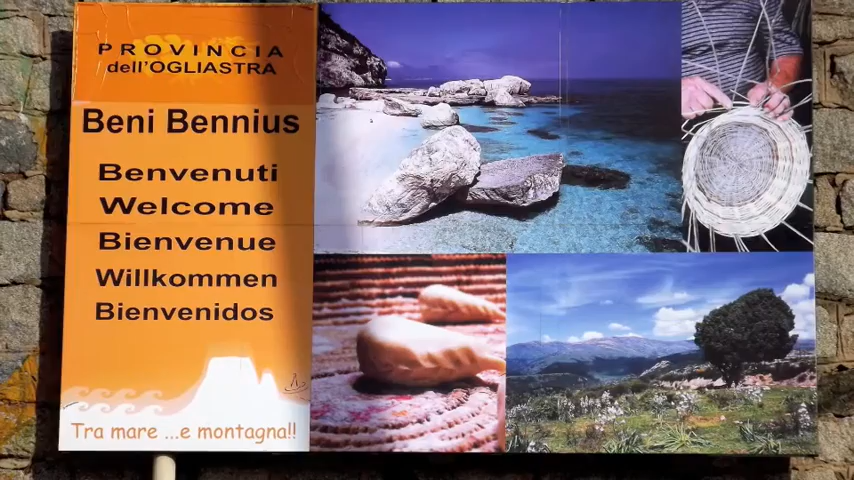 PROVINCIA
dell'OGLIASTRA
Beni Bennius
Benvenuti
Welcome
Bienvenue
Willkommen
Bienvenidos
Tra mare ...e montagna!!